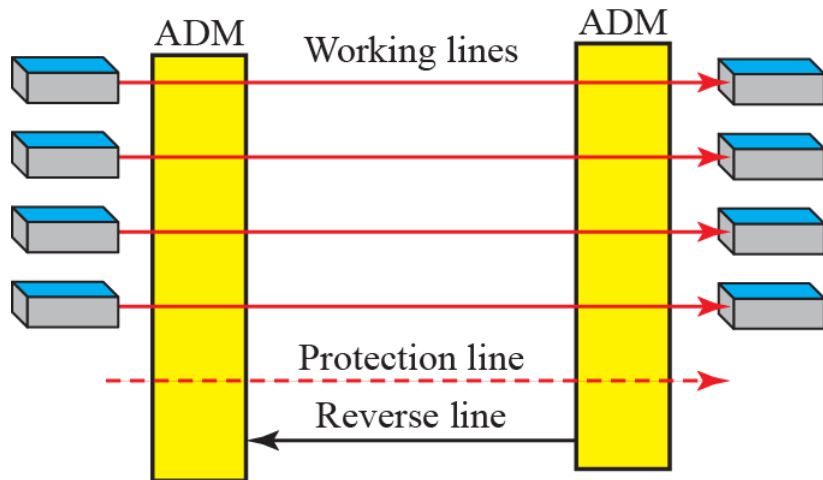 ADM
ADM
Working lines
Protection line
Reverse line